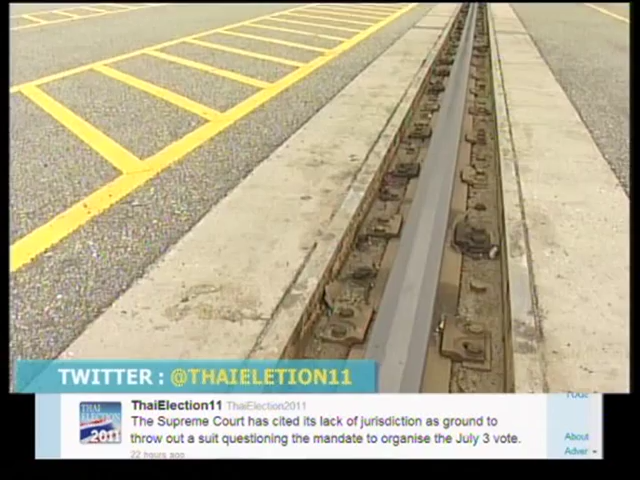 TWITTER : @THAIELETION11
THAI
ELECTION
2011
ThaiElection11 ThaiElection2011
The Supreme Court has cited its lack of jurisdiction as ground to
throw out a suit questioning the mandate to organise the July 3 vote.
22 hours ago
About
Adver